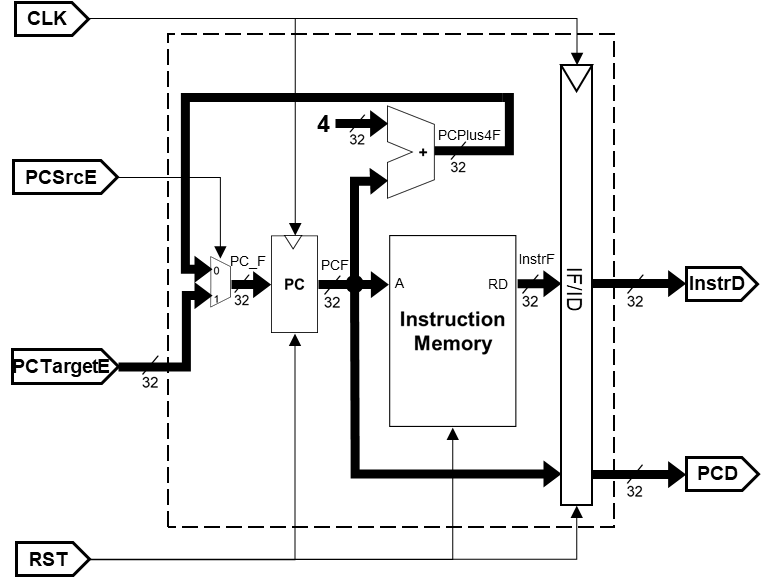 CLK
4
32
PCPlus4F
+
32
PCSrcE
0
PC_F
1
32
PC
PCF
32
A
RD
Instruction
Memory
InstrF
32
IF/ID
32
InstrD
PCTargetE
32
32
PCD
RST